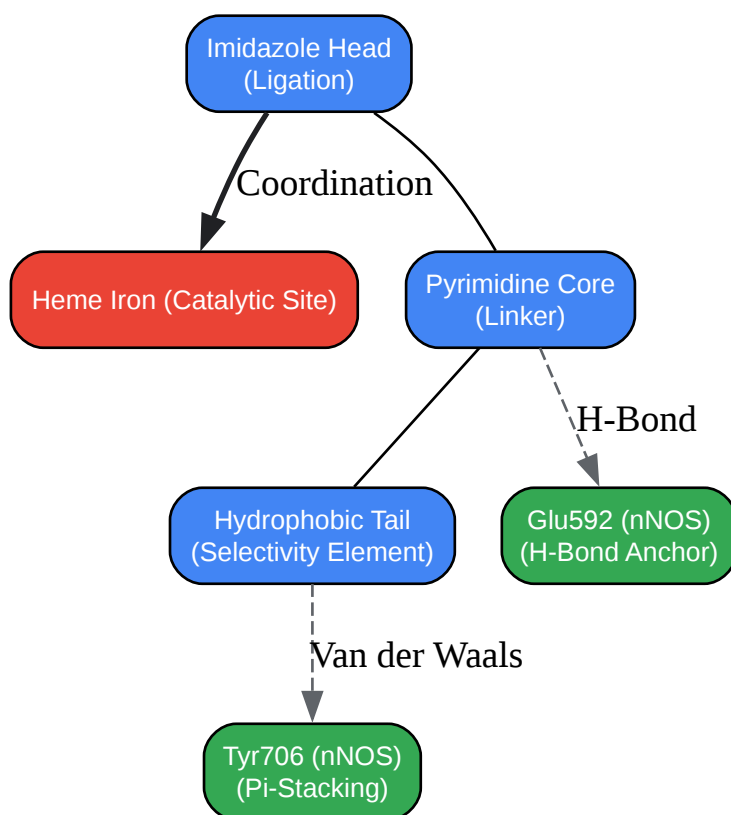 Imidazole Head
(Ligation)
Coordination
Heme Iron (Catalytic Site)
Pyrimidine Core
(Linker)
H-Bond
Hydrophobic Tail
(Selectivity Element)
Glu592 (nNOS)
(H-Bond Anchor)
Van der Waals
Tyr706 (nNOS)
(Pi-Stacking)